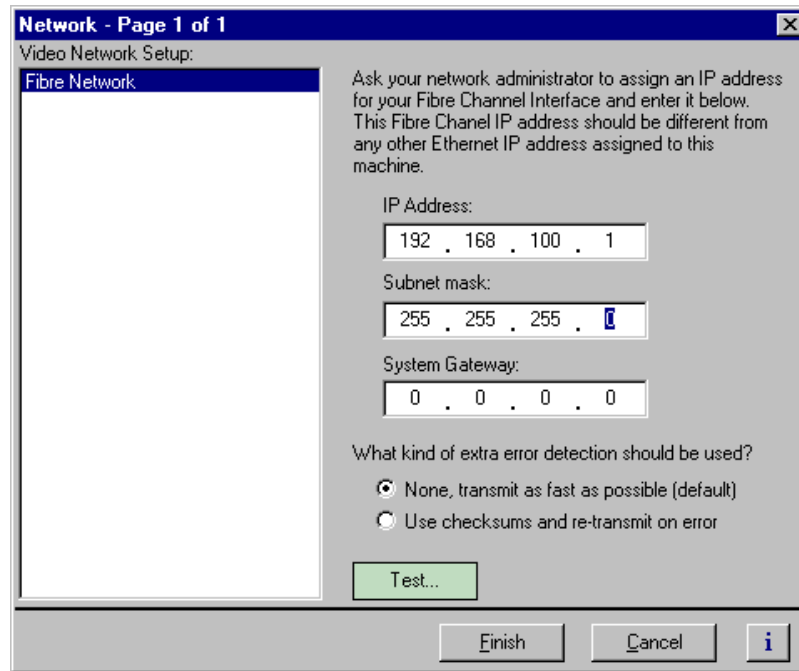 Network - Page 1 of 1
Video Network Setup:
Fibre Network
Ask your network administrator to assign an IP address
for your Fibre Channel Interface and enter it below.
This Fibre Chanel IP address should be different from
any other Ethernet IP address assigned to this
machine.
IP Address:
192 . 168 . 100 . 1
Subnet mask:
255 . 255 . 255 . 0
System Gateway:
0 . 0 . 0 . 0
What kind of extra error detection should be used?
None, transmit as fast as possible (default)
Use checksums and re-transmit on error
Test...
Finish
Cancel
i